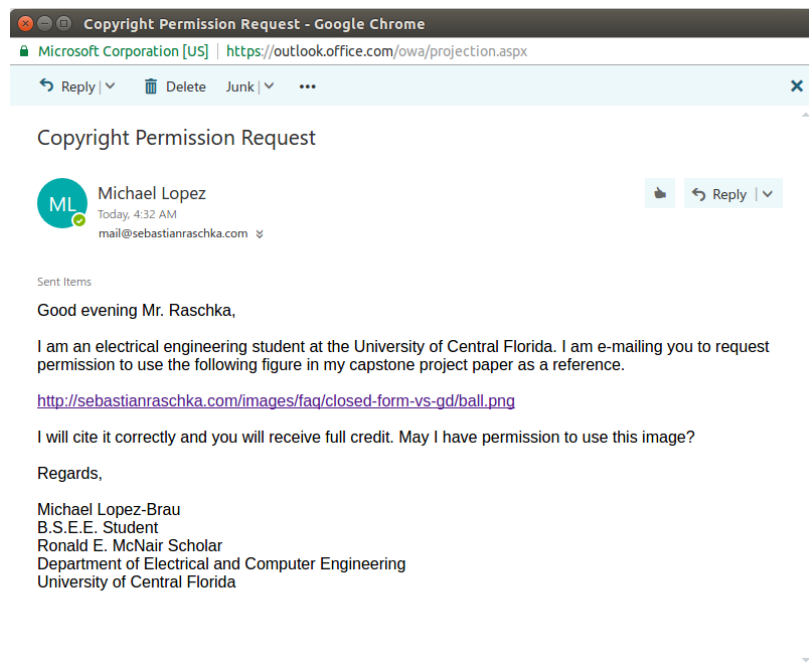 Copyright Permission Request - Google Chrome
Microsoft Corporation [US] | https://outlook.office.com/owa/projection.aspx
Reply | Delete Junk | •••
Copyright Permission Request
ML
Michael Lopez
Today, 4:32 AM
mail@sebastianraschka.com
Reply |
Sent Items
Good evening Mr. Raschka,
I am an electrical engineering student at the University of Central Florida. I am e-mailing you to request
permission to use the following figure in my capstone project paper as a reference.
http://sebastianraschka.com/images/faq/closed-form-vs-gd/ball.png
I will cite it correctly and you will receive full credit. May I have permission to use this image?
Regards,
Michael Lopez-Brau
B.S.E.E. Student
Ronald E. McNair Scholar
Department of Electrical and Computer Engineering
University of Central Florida